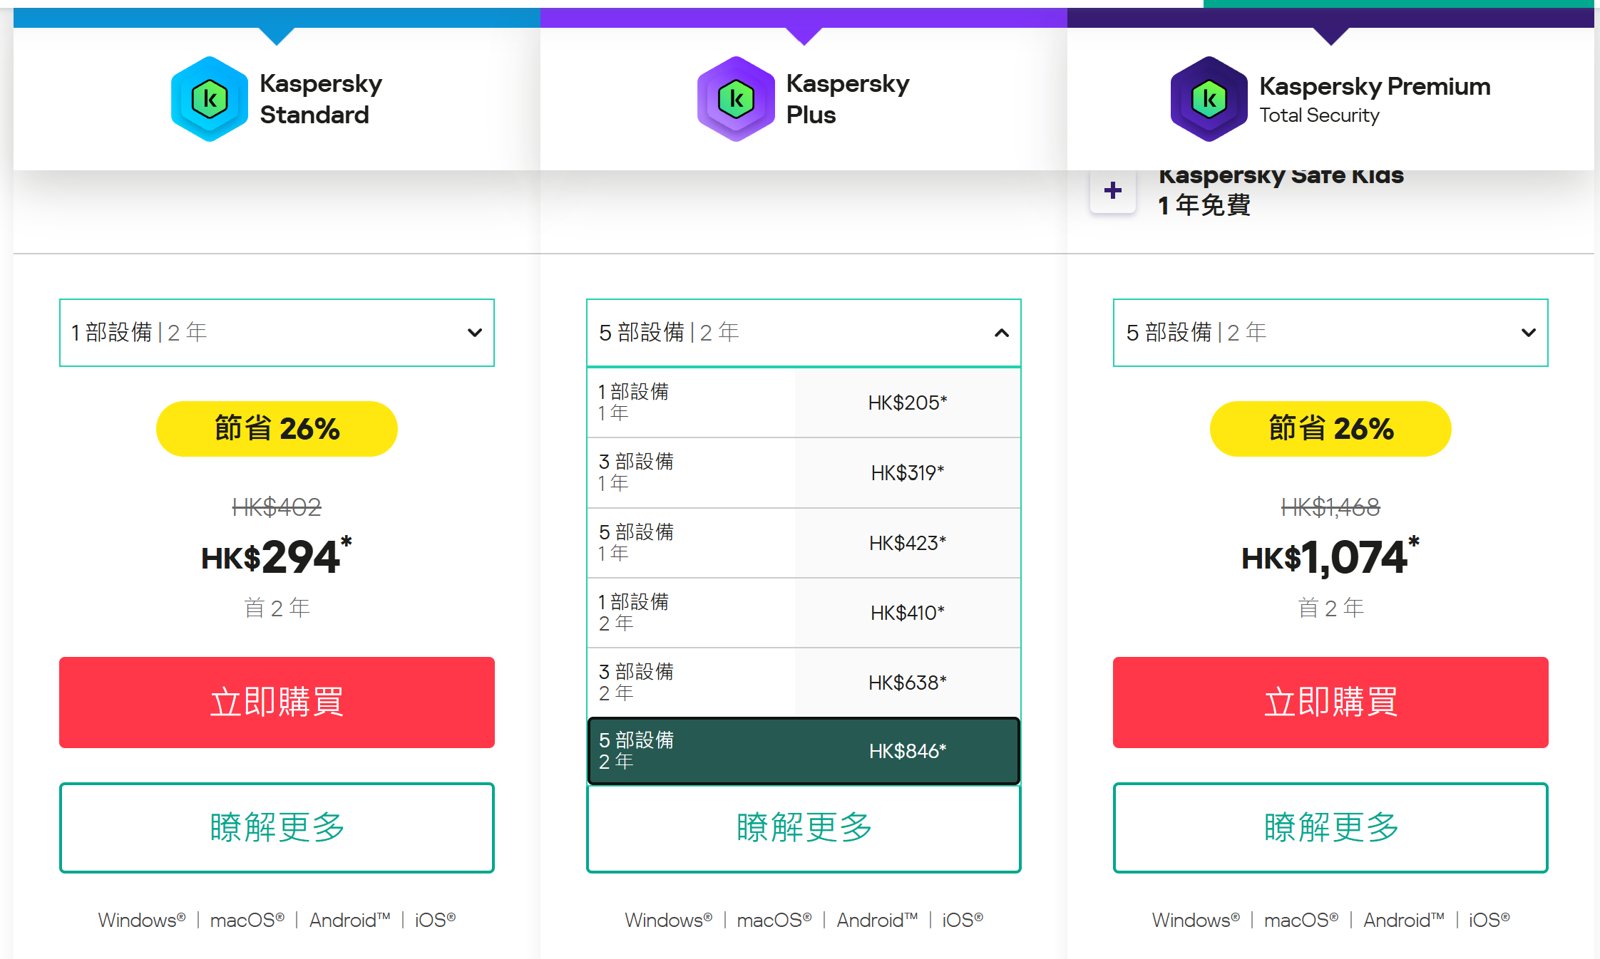 Kaspersky
Standard
Kaspersky
Plus
Kaspersky Premium
Total Security
Kaspersky Safe Kids
1 年免費
1 部設備 | 2 年
節省 26%
HK$402
HK$294*
首 2 年
立即購買
瞭解更多
Windows® | macOS® | Android™ | iOS®
5 部設備 | 2 年
1 部設備
1 年
HK$205*
3 部設備
1 年
HK$319*
5 部設備
1 年
HK$423*
1 部設備
2 年
HK$410*
3 部設備
2 年
HK$638*
5 部設備
2 年
HK$846*
瞭解更多
Windows® | macOS® | Android™ | iOS®
5 部設備 | 2 年
節省 26%
HK$1,468
HK$1,074*
首 2 年
立即購買
瞭解更多
Windows® | macOS® | Android™ | iOS®